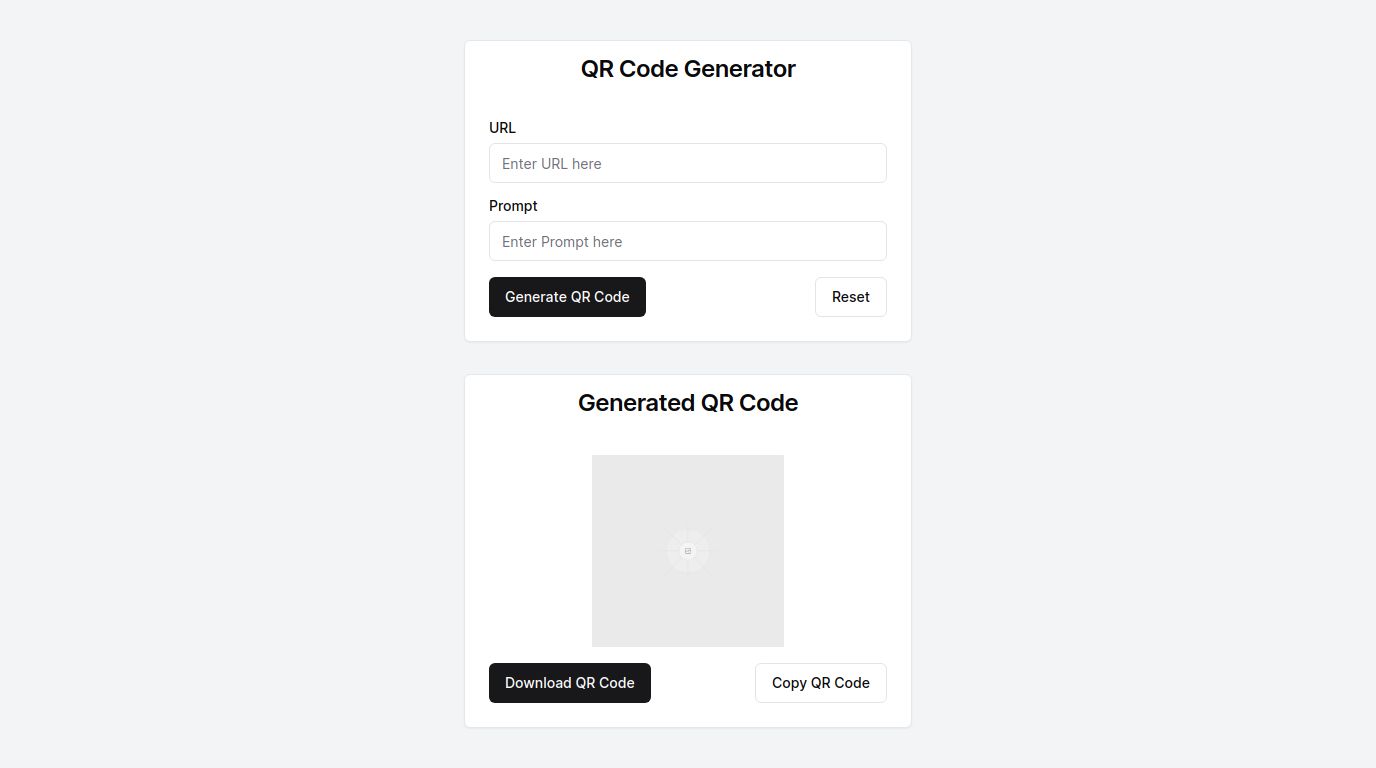 QR Code Generator
URL
Enter URL here
Prompt
Enter Prompt here
Generate QR Code
Reset
Generated QR Code
Download QR Code
Copy QR Code